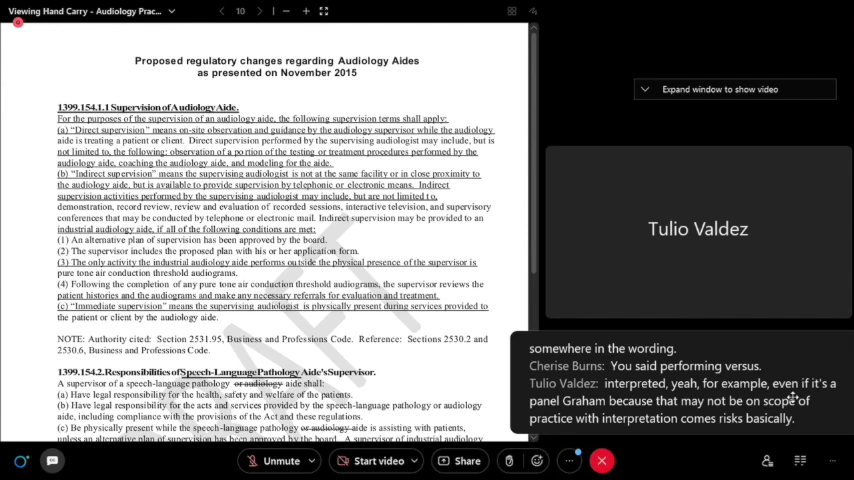 Viewing Hand Carry - Audiology Prac...
10
Proposed regulatory changes regarding Audiology Aides
as presented on November 2015
1399.154.1.1 Supervision of Audiology Aide.
For the purposes of the supervision of an audiology aide, the following supervision terms shall apply:
(a) "Direct supervision" means on-site observation and guidance by the audiology supervisor while the audiology
aide is treating a patient or client. Direct supervision performed by the supervising audiologist may include, but is
not limited to, the following: observation of a portion of the testing or treatment procedures performed by the
audiology aide, coaching the audiology aide, and modeling for the aide.
(b) "Indirect supervision" means the supervising audiologist is not at the same facility or in close proximity to
the audiology aide, but is available to provide supervision by telephonic or electronic means. Indirect
supervision activities performed by the supervising audiologist may include, but are not limited to,
demonstration, record review, review and evaluation of recorded sessions, interactive television, and supervisory
conferences that may be conducted by telephone or electronic mail. Indirect supervision may be provided to an
industrial audiology aide, if all of the following conditions are met:
(1) An alternative plan of supervision has been approved by the board.
(2) The supervisor includes the proposed plan with his or her application form.
(3) The only activity the industrial audiology aide performs outside the physical presence of the supervisor is
pure tone air conduction threshold audiograms.
(4) Following the completion of any pure tone air conduction threshold audiograms, the supervisor reviews the
patient histories and the audiograms and make any necessary referrals for evaluation and treatment.
(c) "Immediate supervision" means the supervising audiologist is physically present during services provided to
the patient or client by the audiology aide.
NOTE: Authority cited: Section 2531.95, Business and Professions Code. Reference: Sections 2530.2 and
2530.6, Business and Professions Code.
1399.154.2. Responsibilities of Speech-Language Pathology Aide's Supervisor.
A supervisor of a speech-language pathology or audiology aide shall:
(a) Have legal responsibility for the health, safety and welfare of the patients.
(b) Have legal responsibility for the acts and services provided by the speech-language pathology or audiology
aide, including compliance with the provisions of the Act and these regulations.
(c) Be physically present while the speech-language pathology or audiology aide is assisting with patients,
unless an alternative plan of supervision has been approved by the board. A supervisor of industrial audiology
DRAFT
Expand window to show video
Tulio Valdez
somewhere in the wording.
Cherise Burns: You said performing versus.
Tulio Valdez: interpreted, yeah, for example, even if it's a
panel Graham because that may not be on scope of
practice with interpretation comes risks basically.
Unmute
Start video
Share